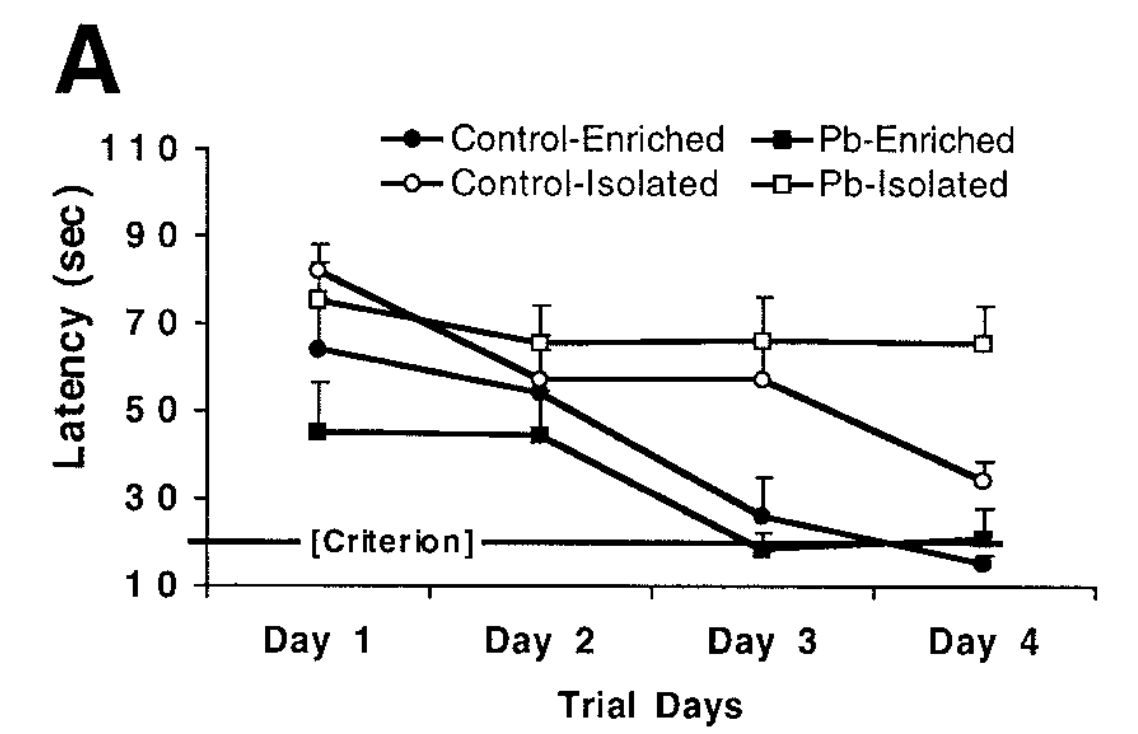 A
110
Control-Enriched Pb-Enriched
Control-Isolated Pb-Isolated
90
70
50
30
10
Latency (sec)
[Criterion]
Day 1 Day 2 Day 3 Day 4
Trial Days